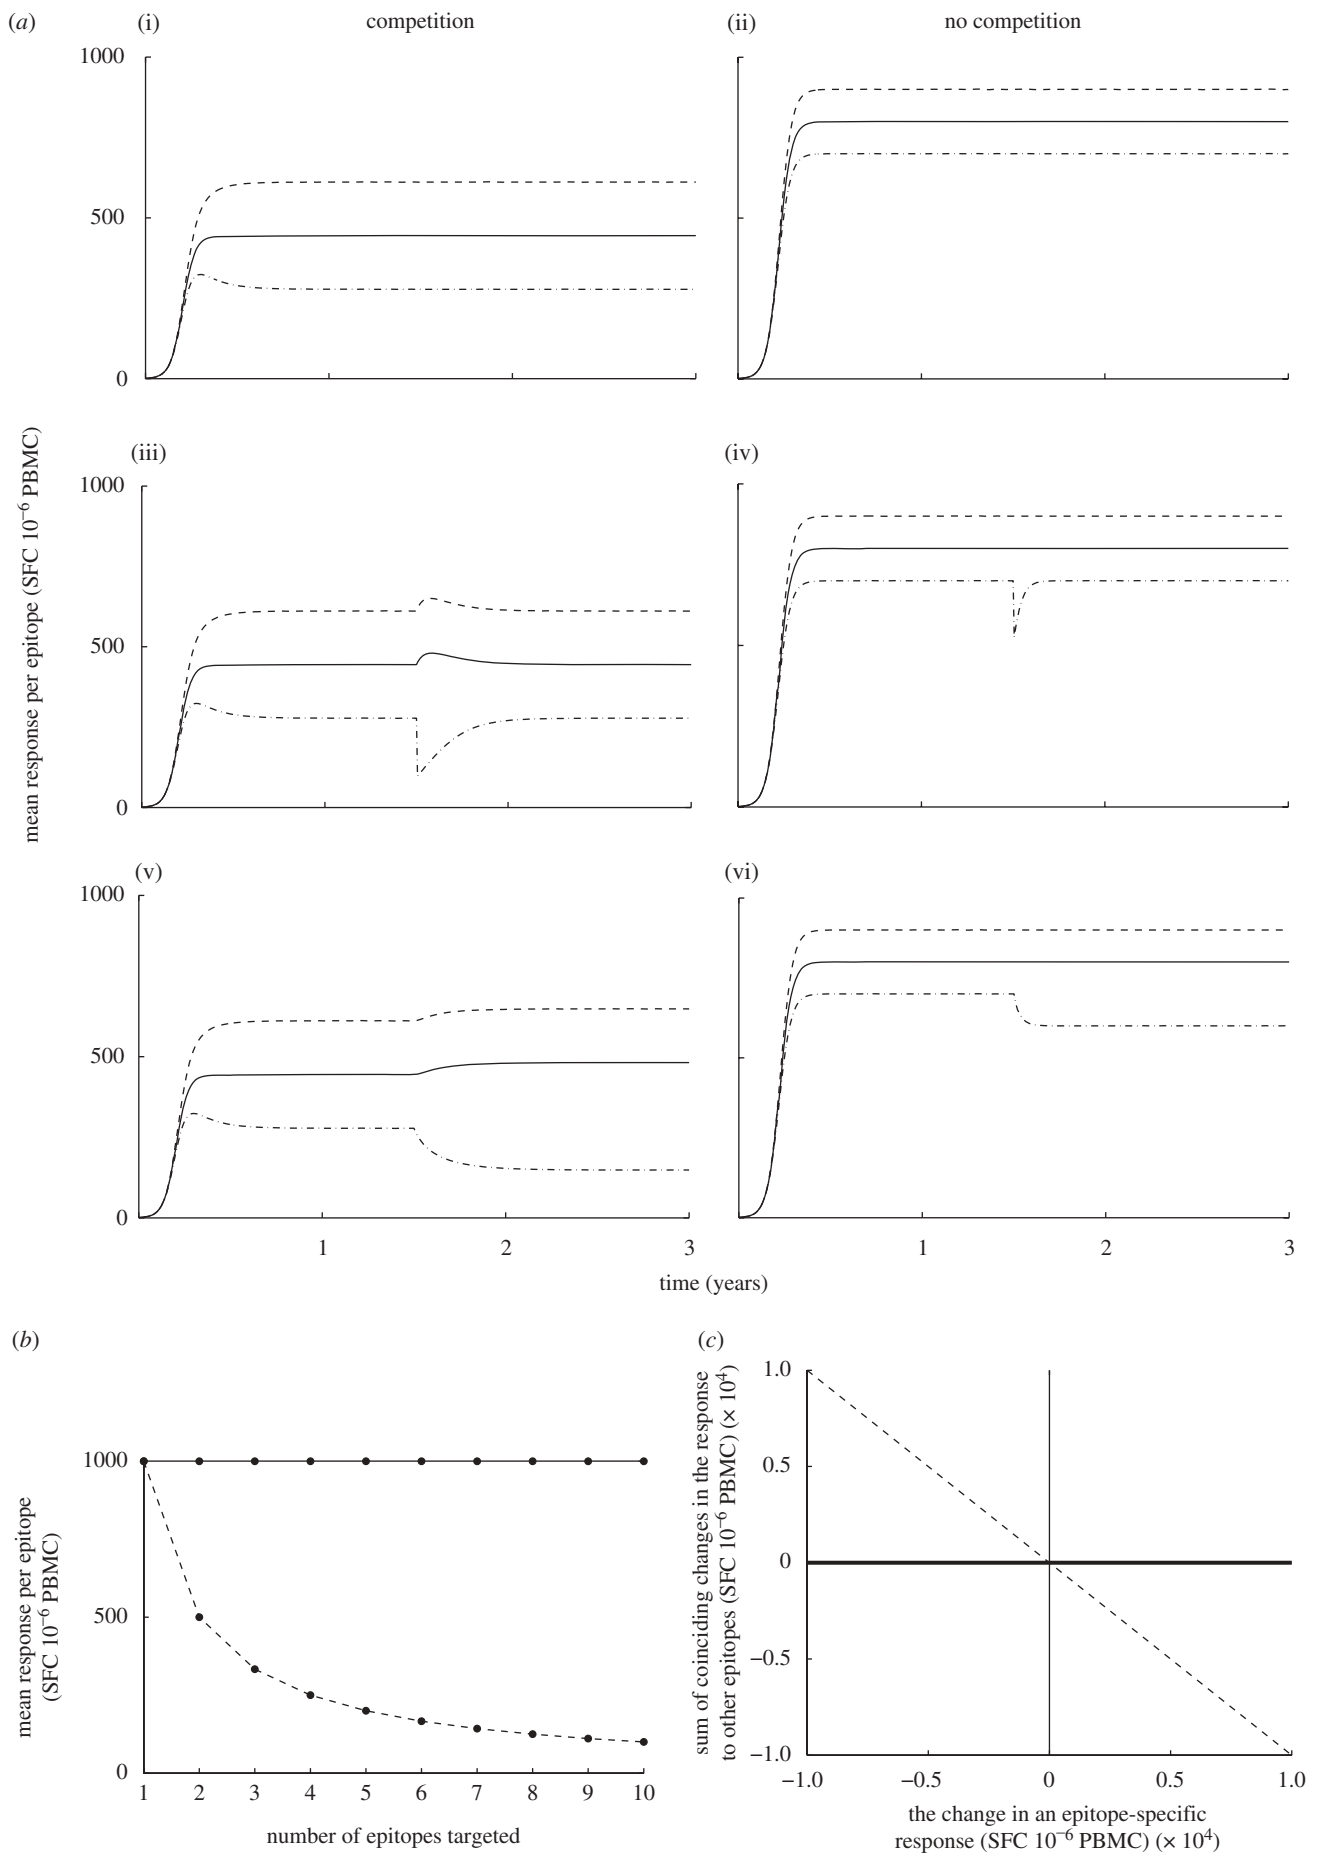 (a) (i) competition (ii) no competition
1000
500
0
mean response per epitope (SFC 10⁻⁶ PBMC)
(iii) (iv)
1000
500
0
(v) (vi)
1000
500
0
1 2 3 1 2 3
time (years)
(b)
1000
500
0
mean response per epitope
(SFC 10⁻⁶ PBMC)
1 2 3 4 5 6 7 8 9 10
number of epitopes targeted
(c)
sum of coinciding changes in the response
to other epitopes (SFC 10⁻⁶ PBMC) (× 10⁴)
1.0
0.5
0
−0.5
−1.0
−1.0 −0.5 0 0.5 1.0
the change in an epitope-specific
response (SFC 10⁻⁶ PBMC) (× 10⁴)